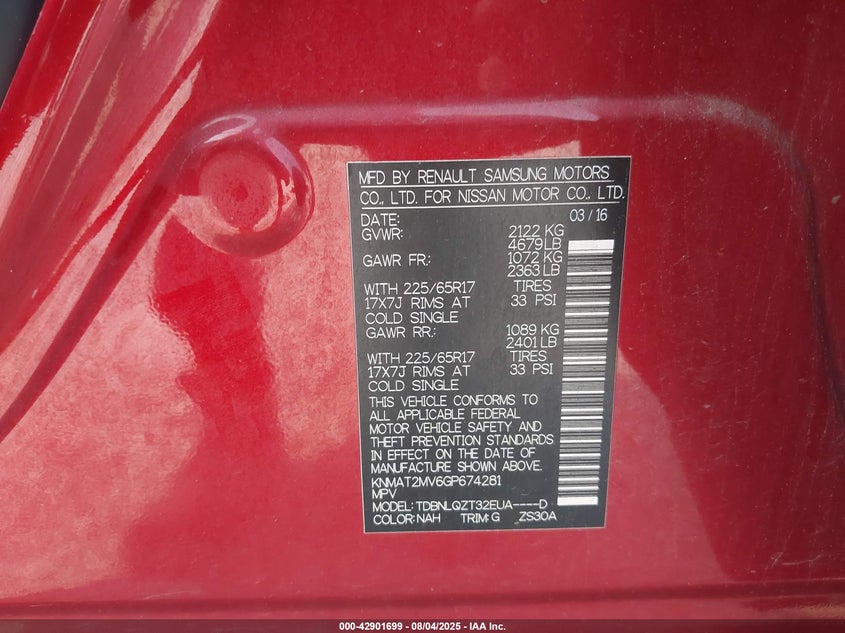 MFD BY RENAULT SAMSUNG MOTORS
CO., LTD. FOR NISSAN MOTOR CO., LTD.
DATE: 03 / 16
GVWR: 2122 KG
4679 LB
GAWR FR.: 1072 KG
2363 LB
WITH 225/65R17 TIRES
17X7J RIMS AT 33 PSI
COLD SINGLE
GAWR RR.: 1089 KG
2401 LB
WITH 225/65R17 TIRES
17X7J RIMS AT 33 PSI
COLD SINGLE
THIS VEHICLE CONFORMS TO
ALL APPLICABLE FEDERAL
MOTOR VEHICLE SAFETY AND
THEFT PREVENTION STANDARDS
IN EFFECT ON THE DATE OF
MANUFACTURE SHOWN ABOVE.
KNMAT2MV6GP674281
MPV
MODEL: TDBNLQZT32EUA----D
COLOR: NAH TRIM: G ZS30A
000-42901699 - 08/04/2025 - IAA Inc.